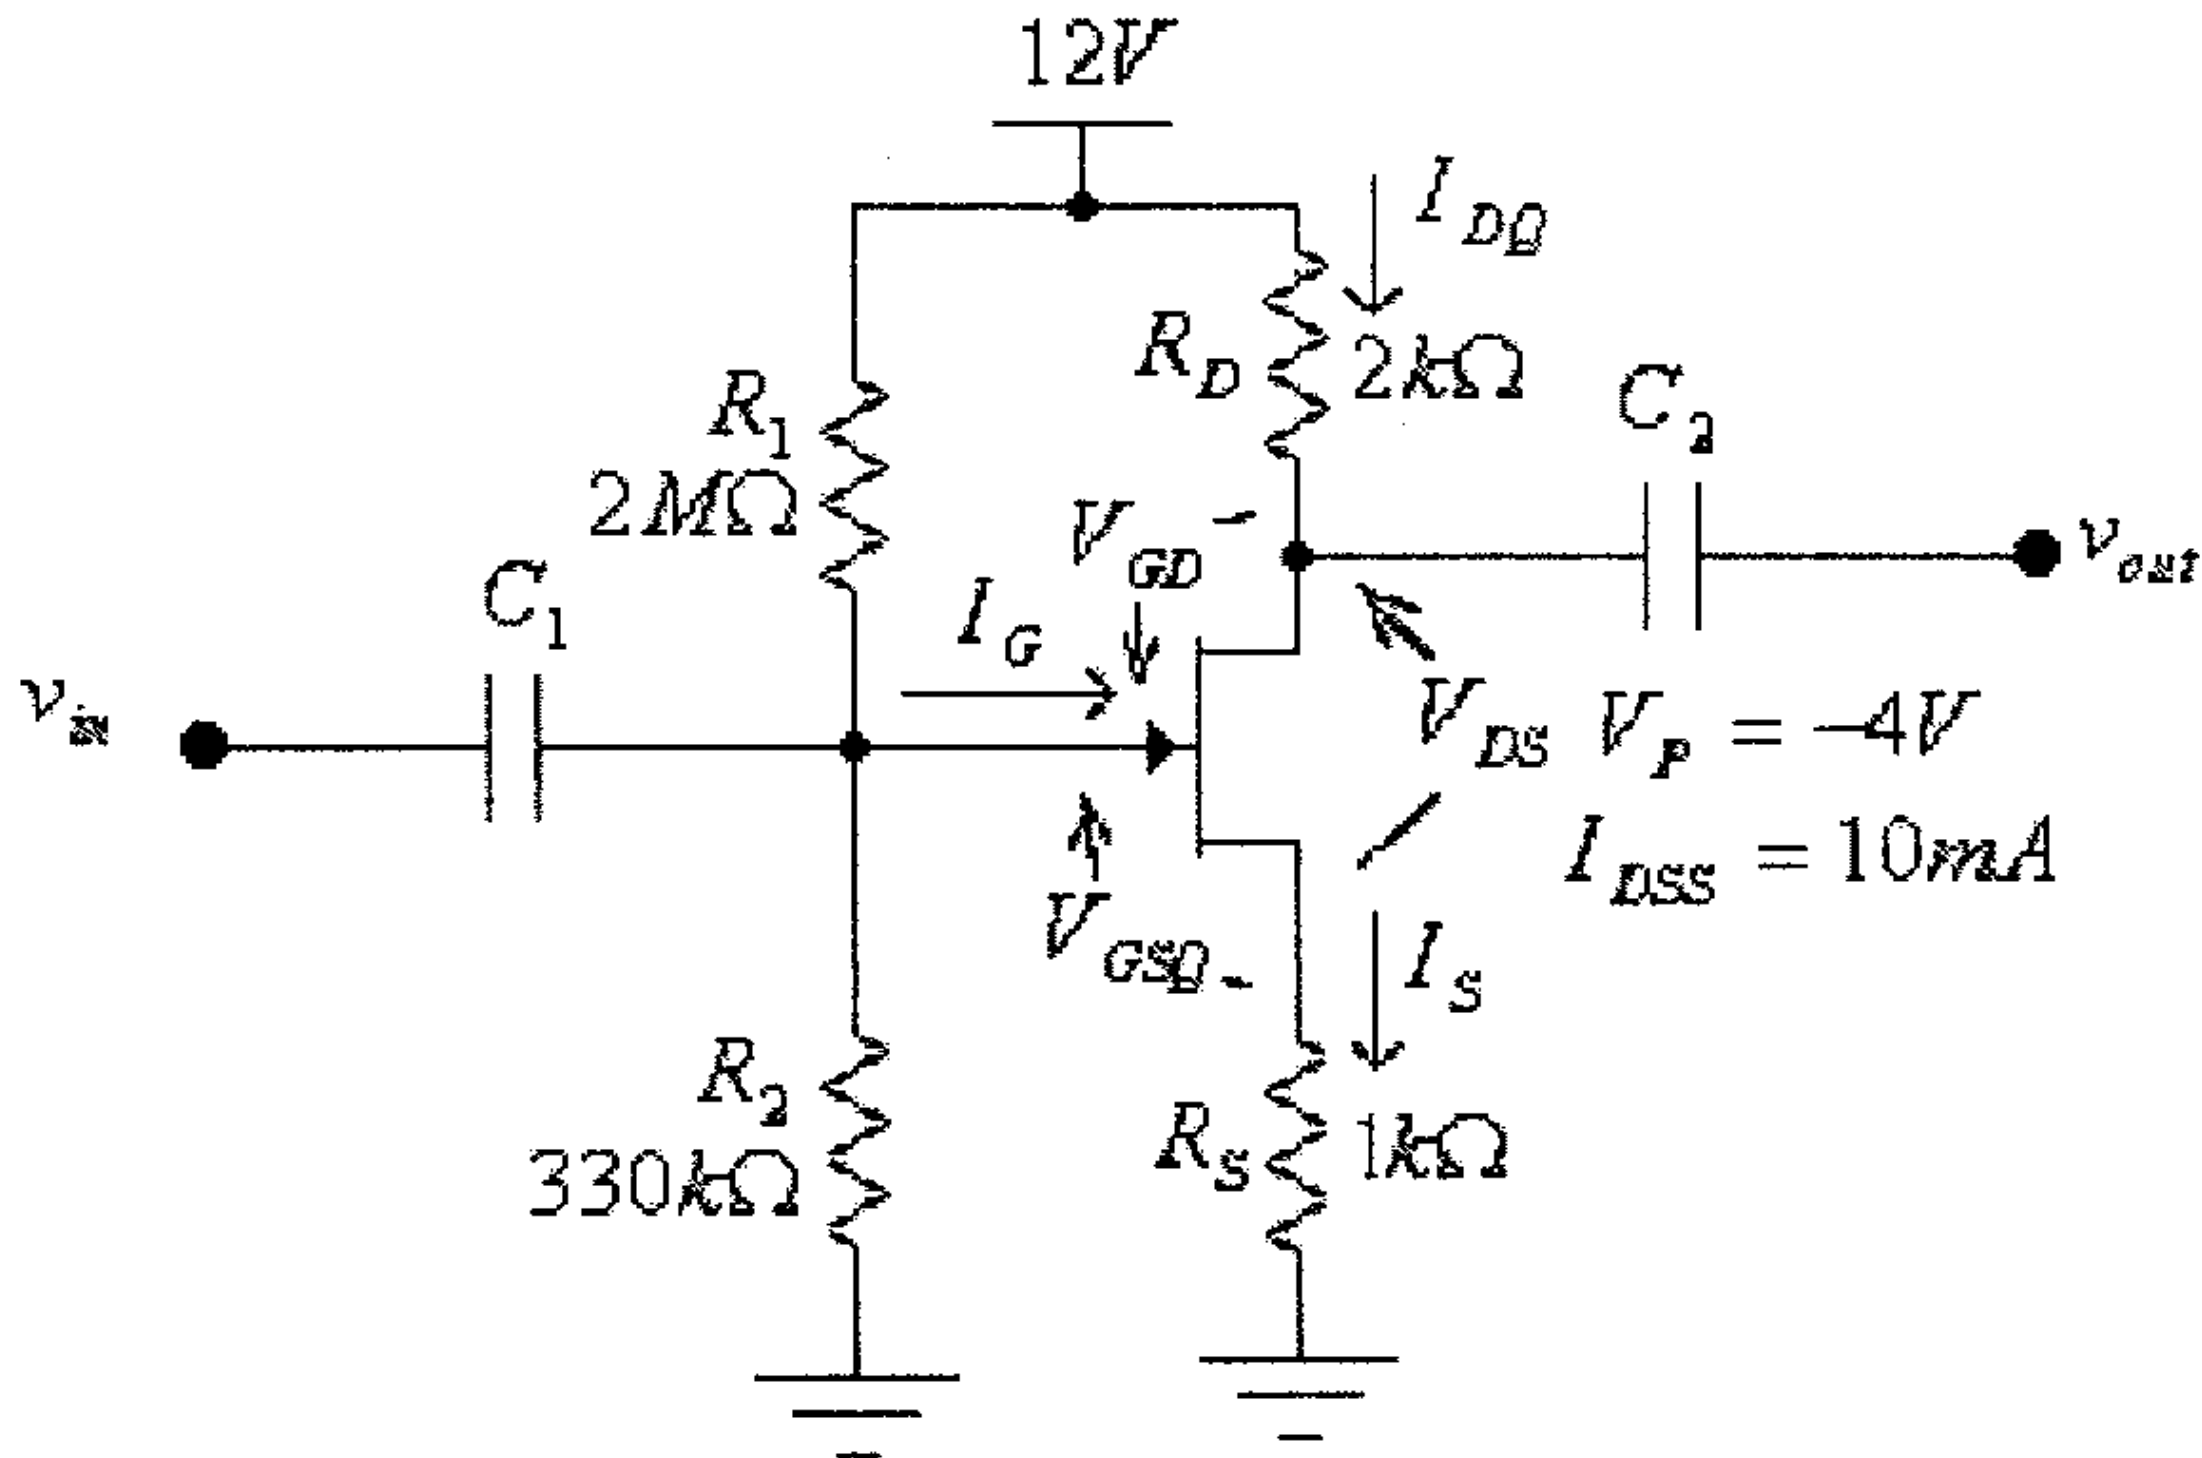 12V
I_DQ
R_D 2kΩ
C_2
R_1
2MΩ
V_GD -
v_out
C_1
I_G
v_in
V_DS V_P = -4V
I_DSS = 10mA
V_GSQ -
I_S
R_2
330kΩ
R_S 1kΩ